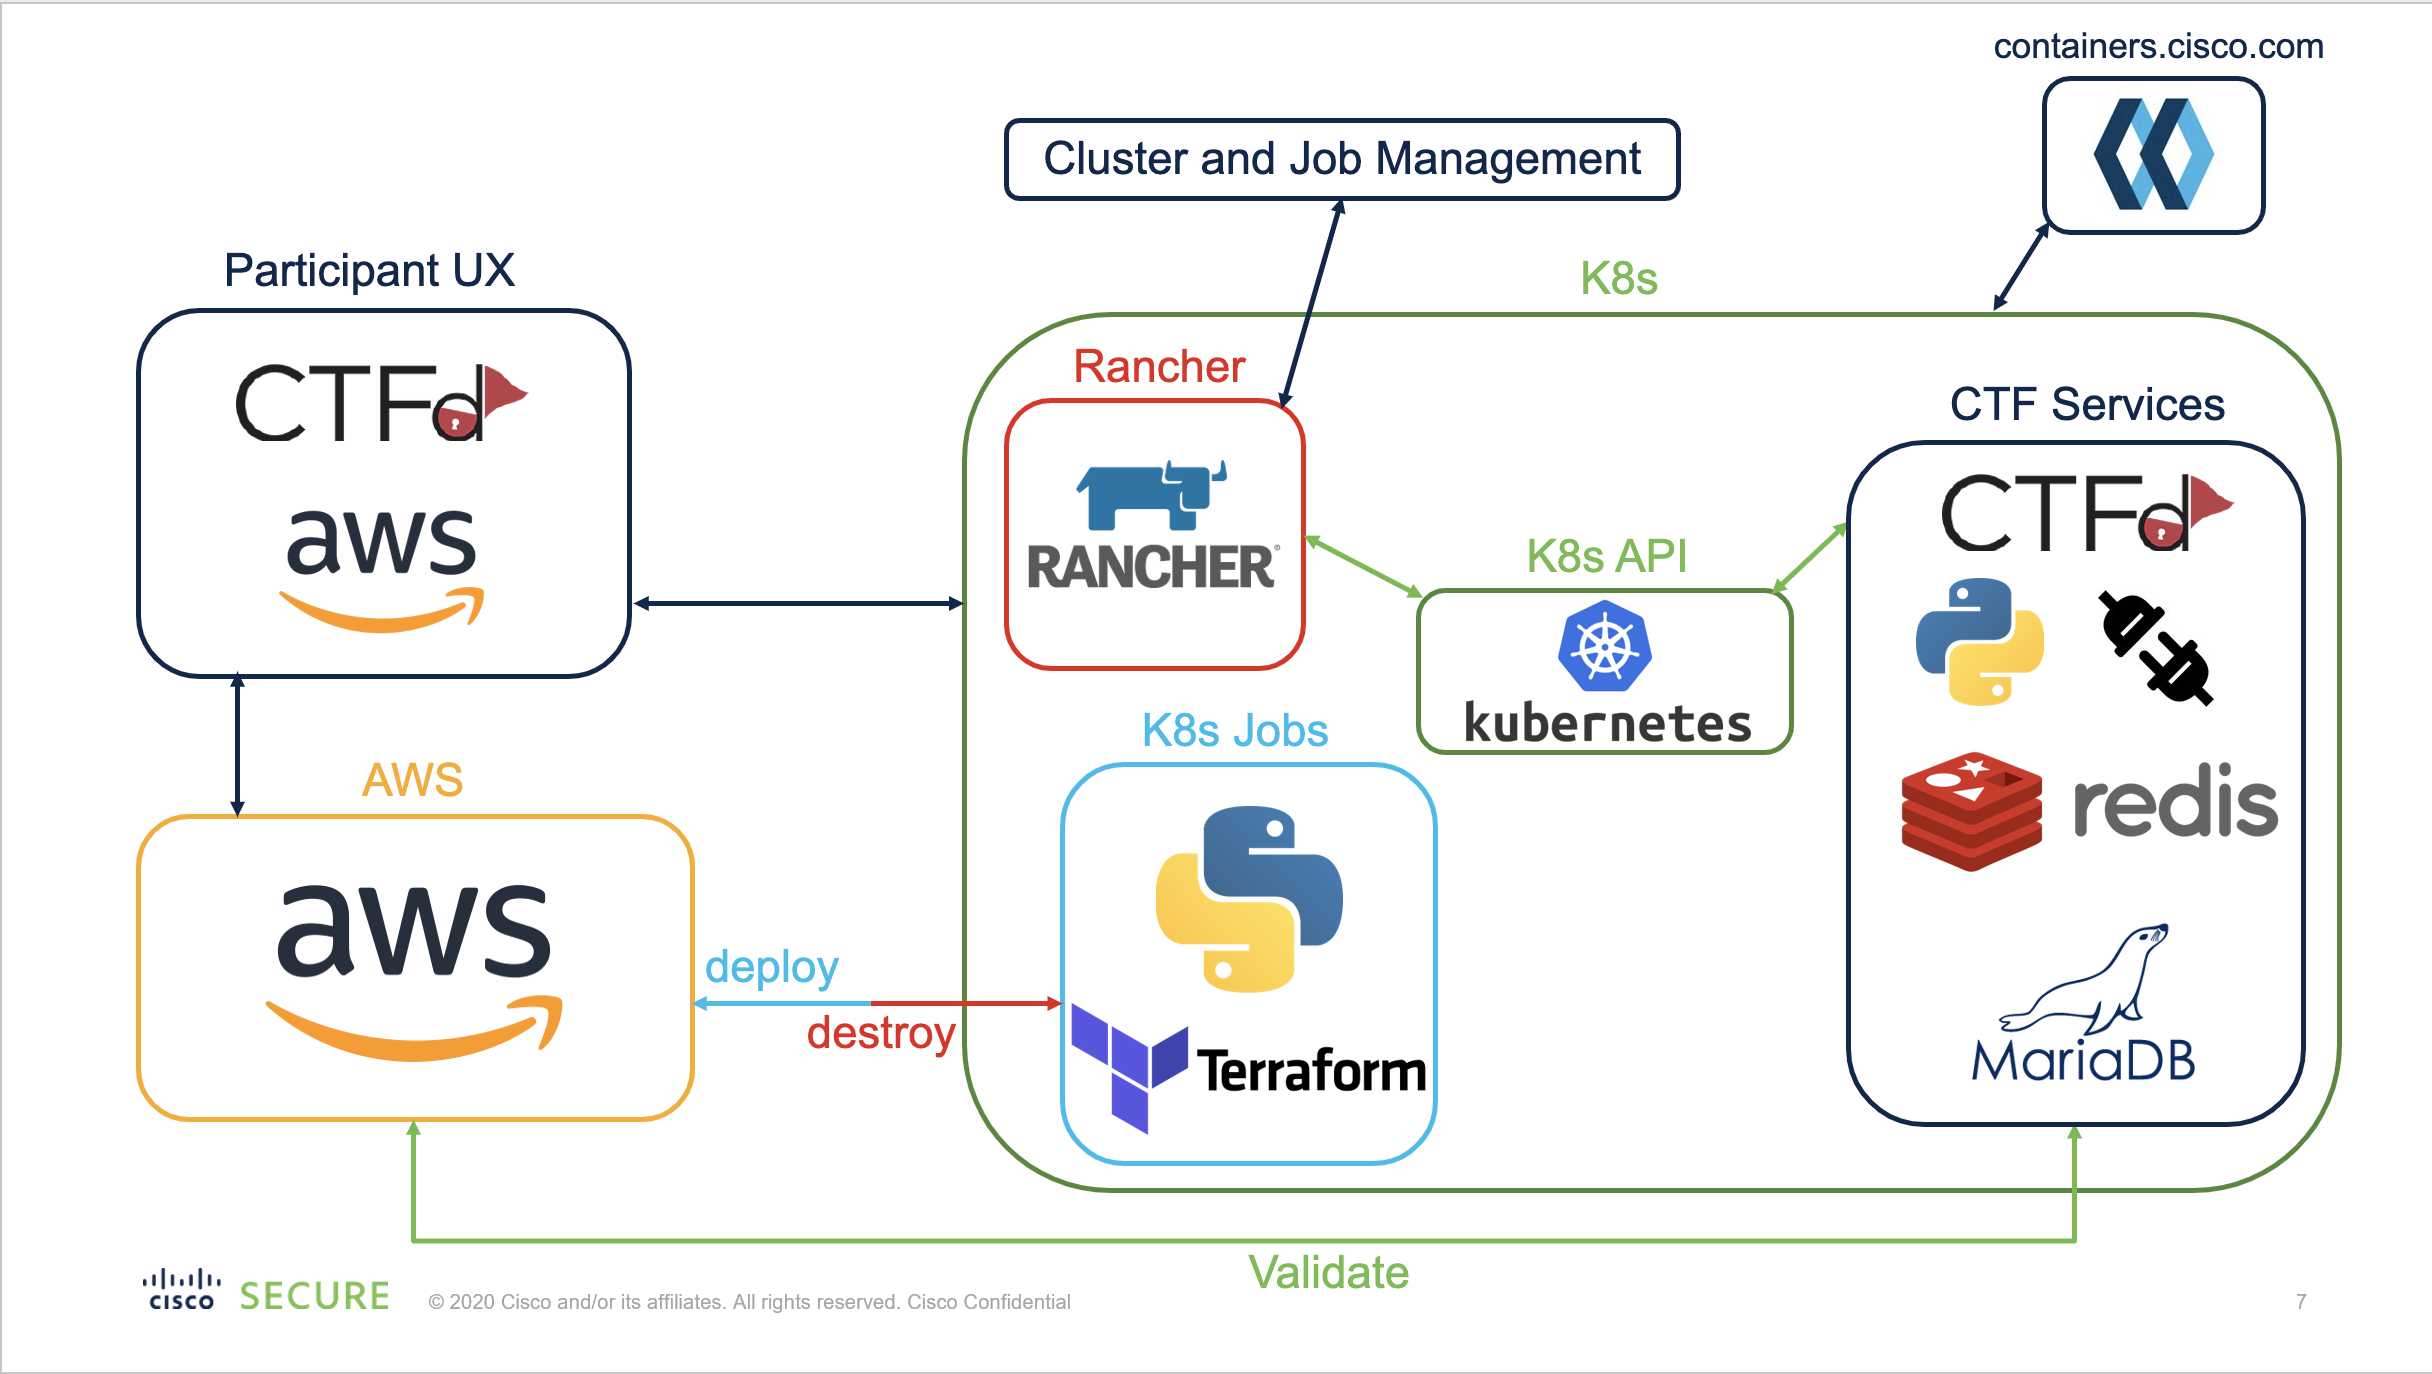 containers.cisco.com
Cluster and Job Management
Participant UX
K8s
CTFd
aws
Rancher
RANCHER®
CTF Services
CTFd
K8s API
kubernetes
redis
MariaDB
K8s Jobs
Terraform
AWS
aws
deploy
destroy
Validate
CISCO SECURE
© 2020 Cisco and/or its affiliates. All rights reserved. Cisco Confidential
7